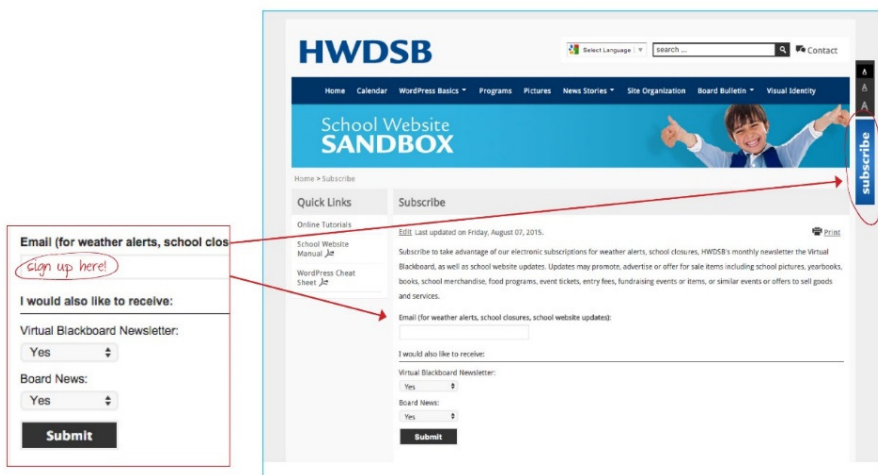 HWDSB
Select Language ▼
search ...
Contact
A
A
A
Home Calendar WordPress Basics Programs Pictures News Stories Site Organization Board Bulletin Visual Identity
School Website
SANDBOX
subscribe
Home > Subscribe
Quick Links
Online Tutorials
School Website
Manual
WordPress Cheat
Sheet
Subscribe
Edit Last updated on Friday, August 07, 2015.
Print
Subscribe to take advantage of our electronic subscriptions for weather alerts, school closures, HWDSB's monthly newsletter the Virtual
Blackboard, as well as school website updates. Updates may promote, advertise or offer for sale items including school pictures, yearbooks,
books, school merchandise, food programs, event tickets, entry fees, fundraising events or items, or similar events or offers to sell goods
and services.
Email (for weather alerts, school closures, school website updates):
I would also like to receive:
Virtual Blackboard Newsletter:
Yes
Board News:
Yes
Submit
Email (for weather alerts, school clos
sign up here!
I would also like to receive:
Virtual Blackboard Newsletter:
Yes
Board News:
Yes
Submit